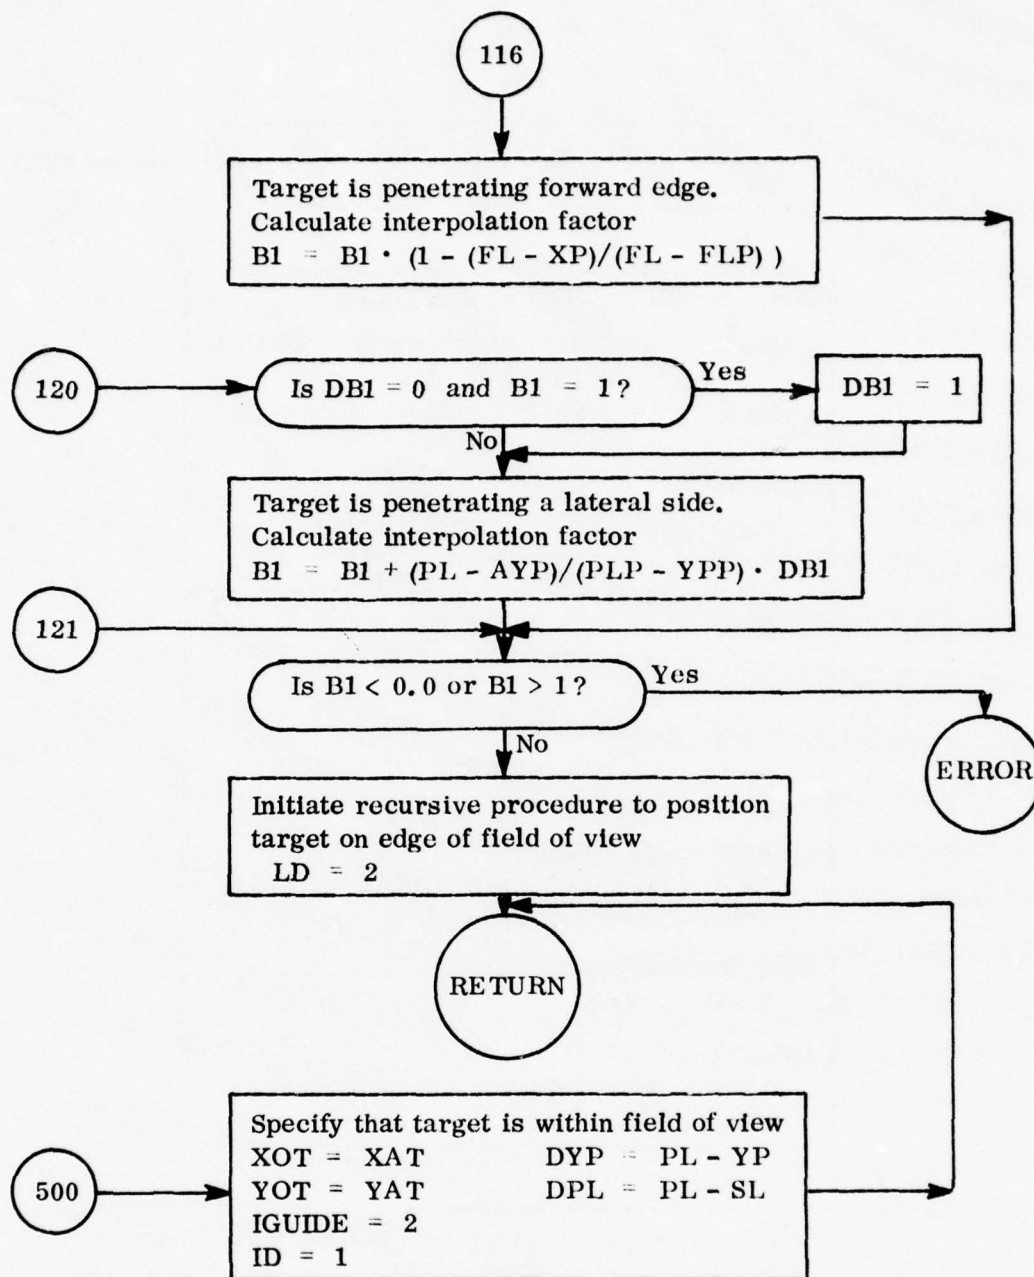 116
Target is penetrating forward edge.
Calculate interpolation factor
B1 = B1 · (1 - (FL - XP)/(FL - FLP) )
120
Is DB1 = 0 and B1 = 1?
Yes
DB1 = 1
No
Target is penetrating a lateral side.
Calculate interpolation factor
B1 = B1 + (PL - AYP)/(PLP - YPP) · DB1
121
Is B1 < 0.0 or B1 > 1?
Yes
ERROR
No
Initiate recursive procedure to position
target on edge of field of view
LD = 2
RETURN
500
Specify that target is within field of view
XOT = XAT DYP = PL - YP
YOT = YAT DPL = PL - SL
IGUIDE = 2
ID = 1